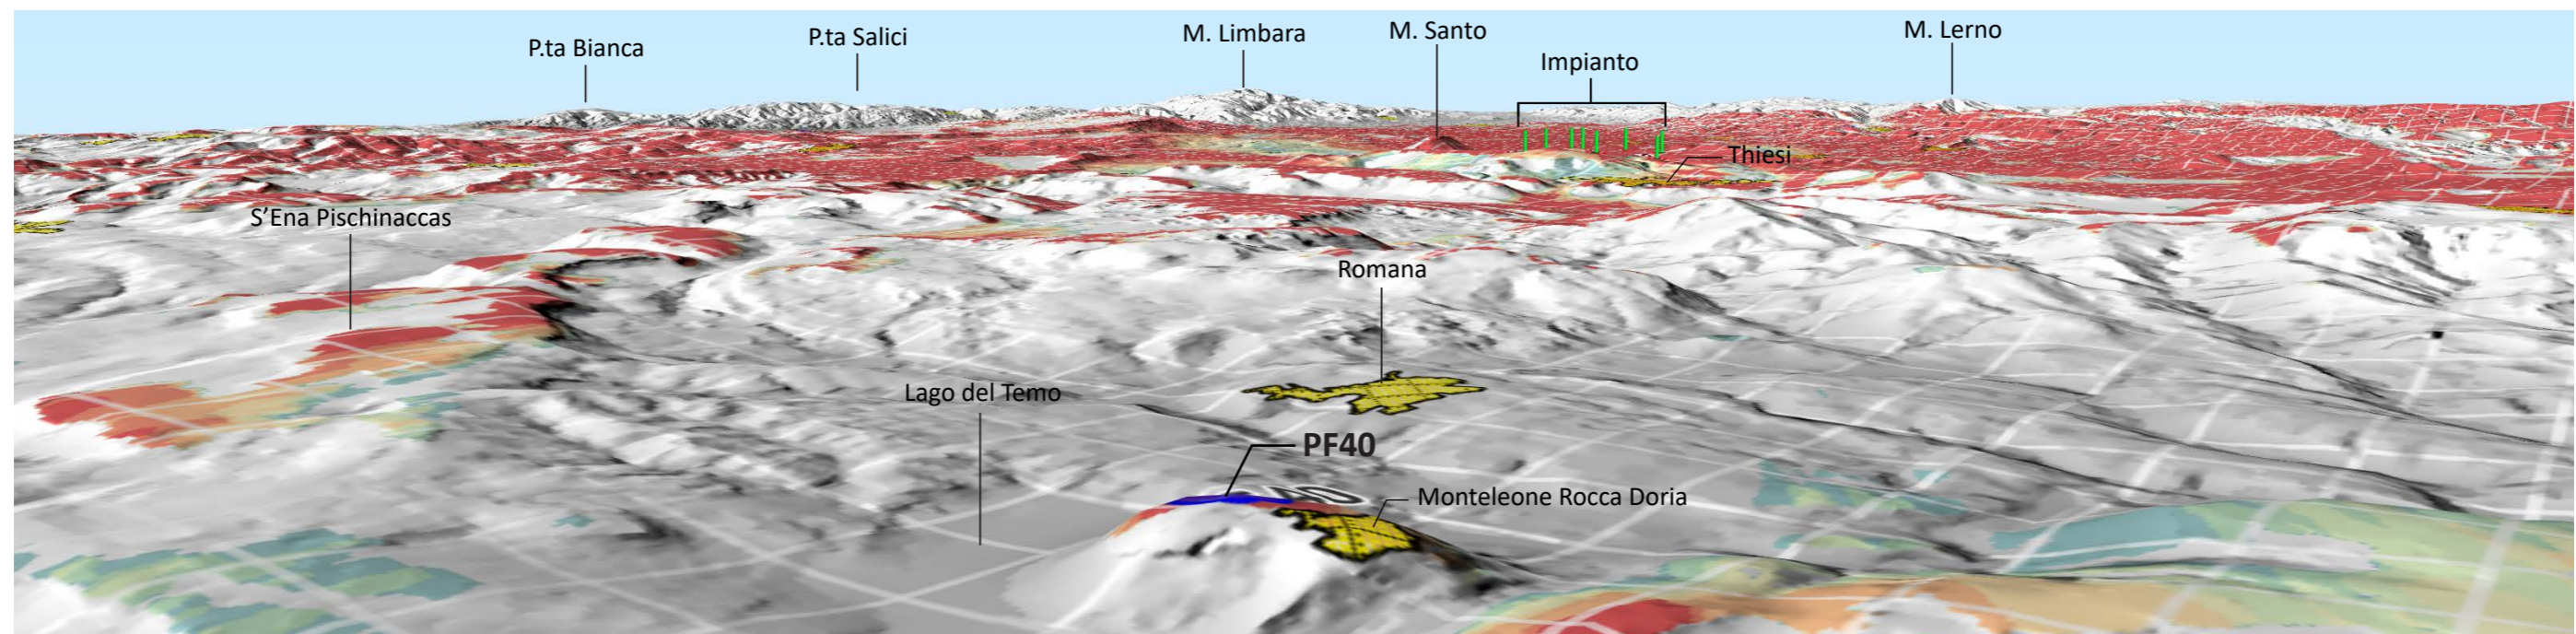 M. Santo
M. Lerno
M. Limbara
P.ta Salici
P.ta Bianca
Impianto
Thiesi
S’Ena Pischinaccas
Romana
Lago del Temo
PF40
Monteleone Rocca Doria